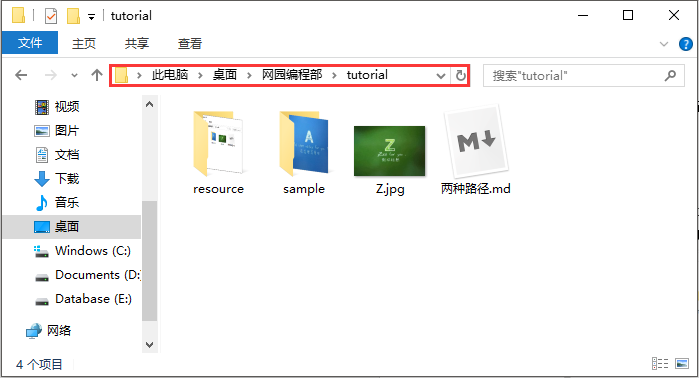 tutorial
文件 主页 共享 查看
此电脑 桌面 网园编程部 tutorial 搜索"tutorial"
视频
图片
文档
下载
音乐
桌面
Windows (C:)
Documents (D:)
Database (E:)
网络
resource sample Z.jpg 两种路径.md
A
Z
M
4 个项目